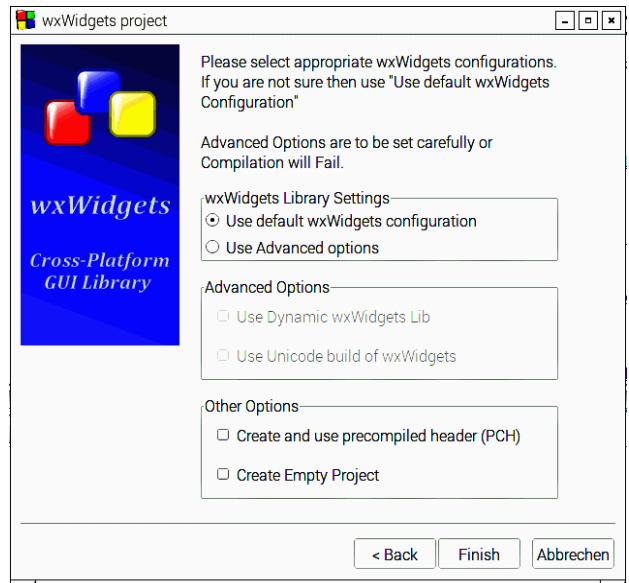 wxWidgets project
Please select appropriate wxWidgets configurations.
If you are not sure then use "Use default wxWidgets
Configuration"
Advanced Options are to be set carefully or
Compilation will Fail.
wxWidgets
Cross-Platform
GUI Library
wxWidgets Library Settings
Use default wxWidgets configuration
Use Advanced options
Advanced Options
Use Dynamic wxWidgets Lib
Use Unicode build of wxWidgets
Other Options
Create and use precompiled header (PCH)
Create Empty Project
< Back
Finish
Abbrechen